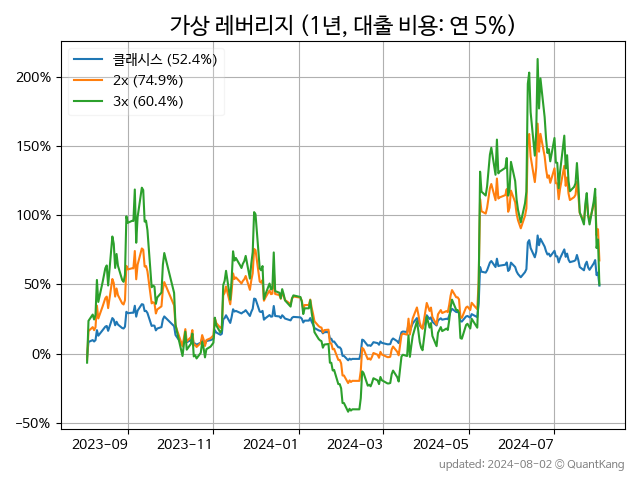 가상 레버리지 (1년, 대출 비용: 연 5%)
클래시스 (52.4%)
2x (74.9%)
3x (60.4%)
200%
150%
100%
50%
0%
−50%
2023-09 2023-11 2024-01 2024-03 2024-05 2024-07
updated: 2024-08-02 © QuantKang